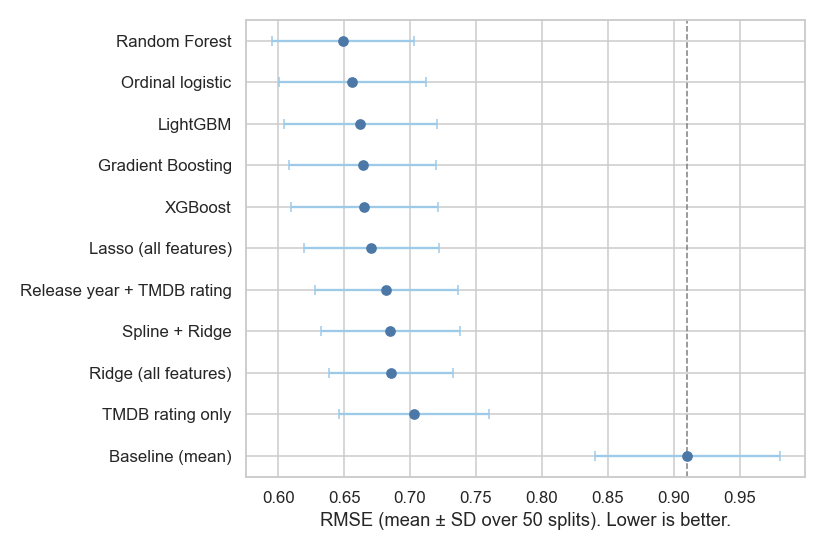 Random Forest
Ordinal logistic
LightGBM
Gradient Boosting
XGBoost
Lasso (all features)
Release year + TMDB rating
Spline + Ridge
Ridge (all features)
TMDB rating only
Baseline (mean)
0.60 0.65 0.70 0.75 0.80 0.85 0.90 0.95
RMSE (mean ± SD over 50 splits). Lower is better.